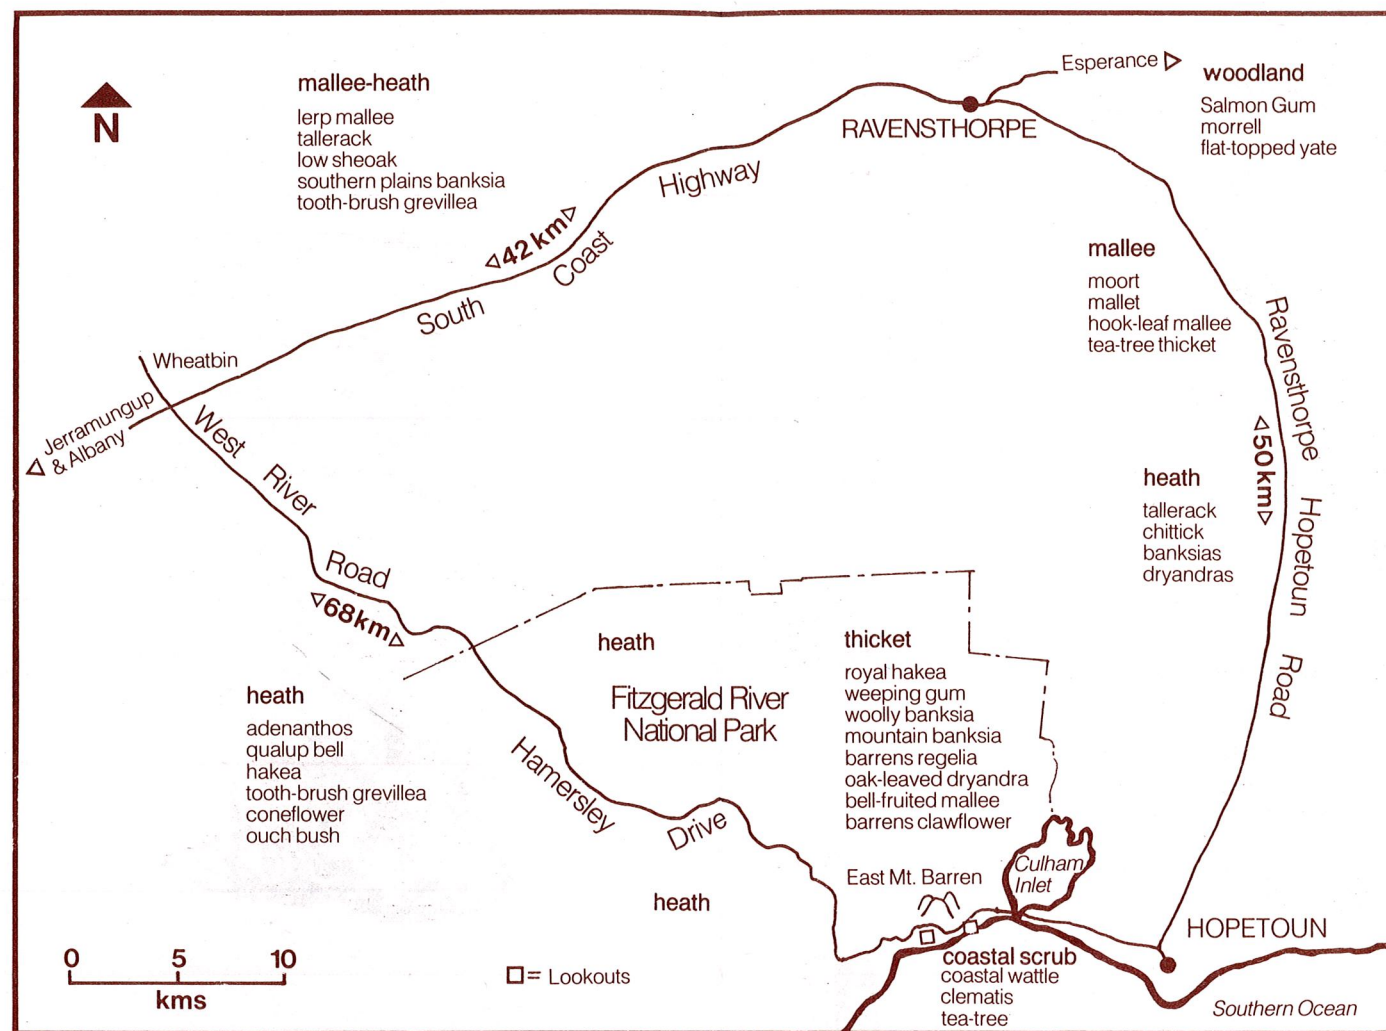 N
mallee-heath
lerp mallee
tallerack
low sheoak
southern plains banksia
tooth-brush grevillea
Esperance
woodland
Salmon Gum
morrell
flat-topped yate
RAVENSTHORPE
South Coast Highway
42 km
mallee
moort
mallet
hook-leaf mallee
tea-tree thicket
Wheatbin
Jerramungup
& Albany
West River Road
68km
Ravensthorpe Hopetoun Road
50km
heath
tallerack
chittick
banksias
dryandras
heath
Fitzgerald River
National Park
thicket
royal hakea
weeping gum
woolly banksia
mountain banksia
barrens regelia
oak-leaved dryandra
bell-fruited mallee
barrens clawflower
heath
adenanthos
qualup bell
hakea
tooth-brush grevillea
coneflower
ouch bush
Hamersley Drive
heath
East Mt. Barren
Culham
Inlet
HOPETOUN
coastal scrub
coastal wattle
clematis
tea-tree
Southern Ocean
0 5 10
kms
= Lookouts